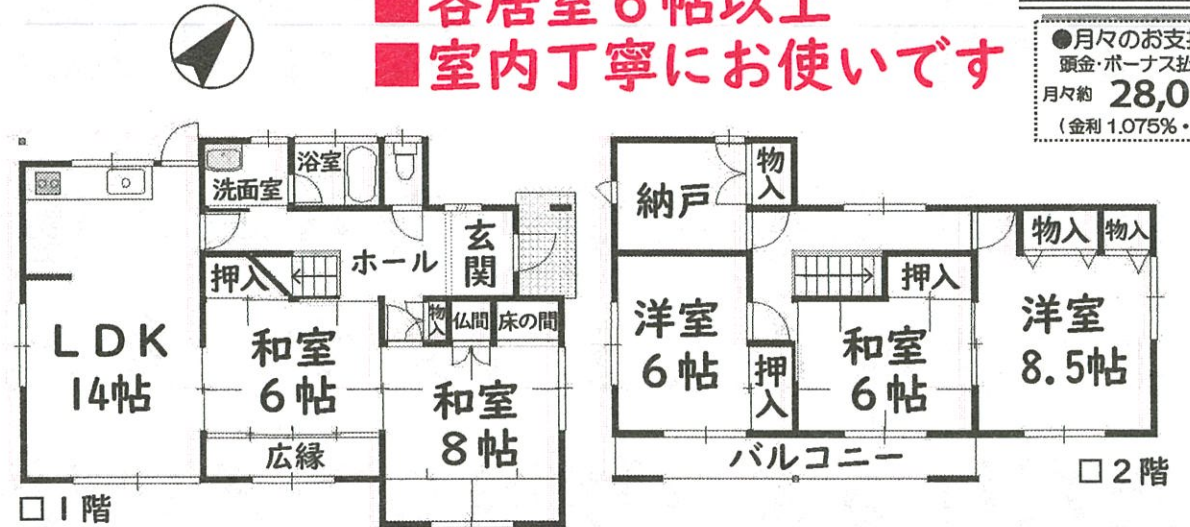 ■各居室6帖以上
■室内丁寧にお使いです
●月々のお支
頭金・ボーナス払
月々約 28,0
(金利1.075%・
洗面室
浴室
押入
ホール
玄関
LDK
14帖
和室
6帖
広縁
物入
仏間
床の間
和室
8帖
□1階
納戸
物入
洋室
6帖
押入
押入
和室
6帖
物入
物入
洋室
8.5帖
バルコニー
□2階